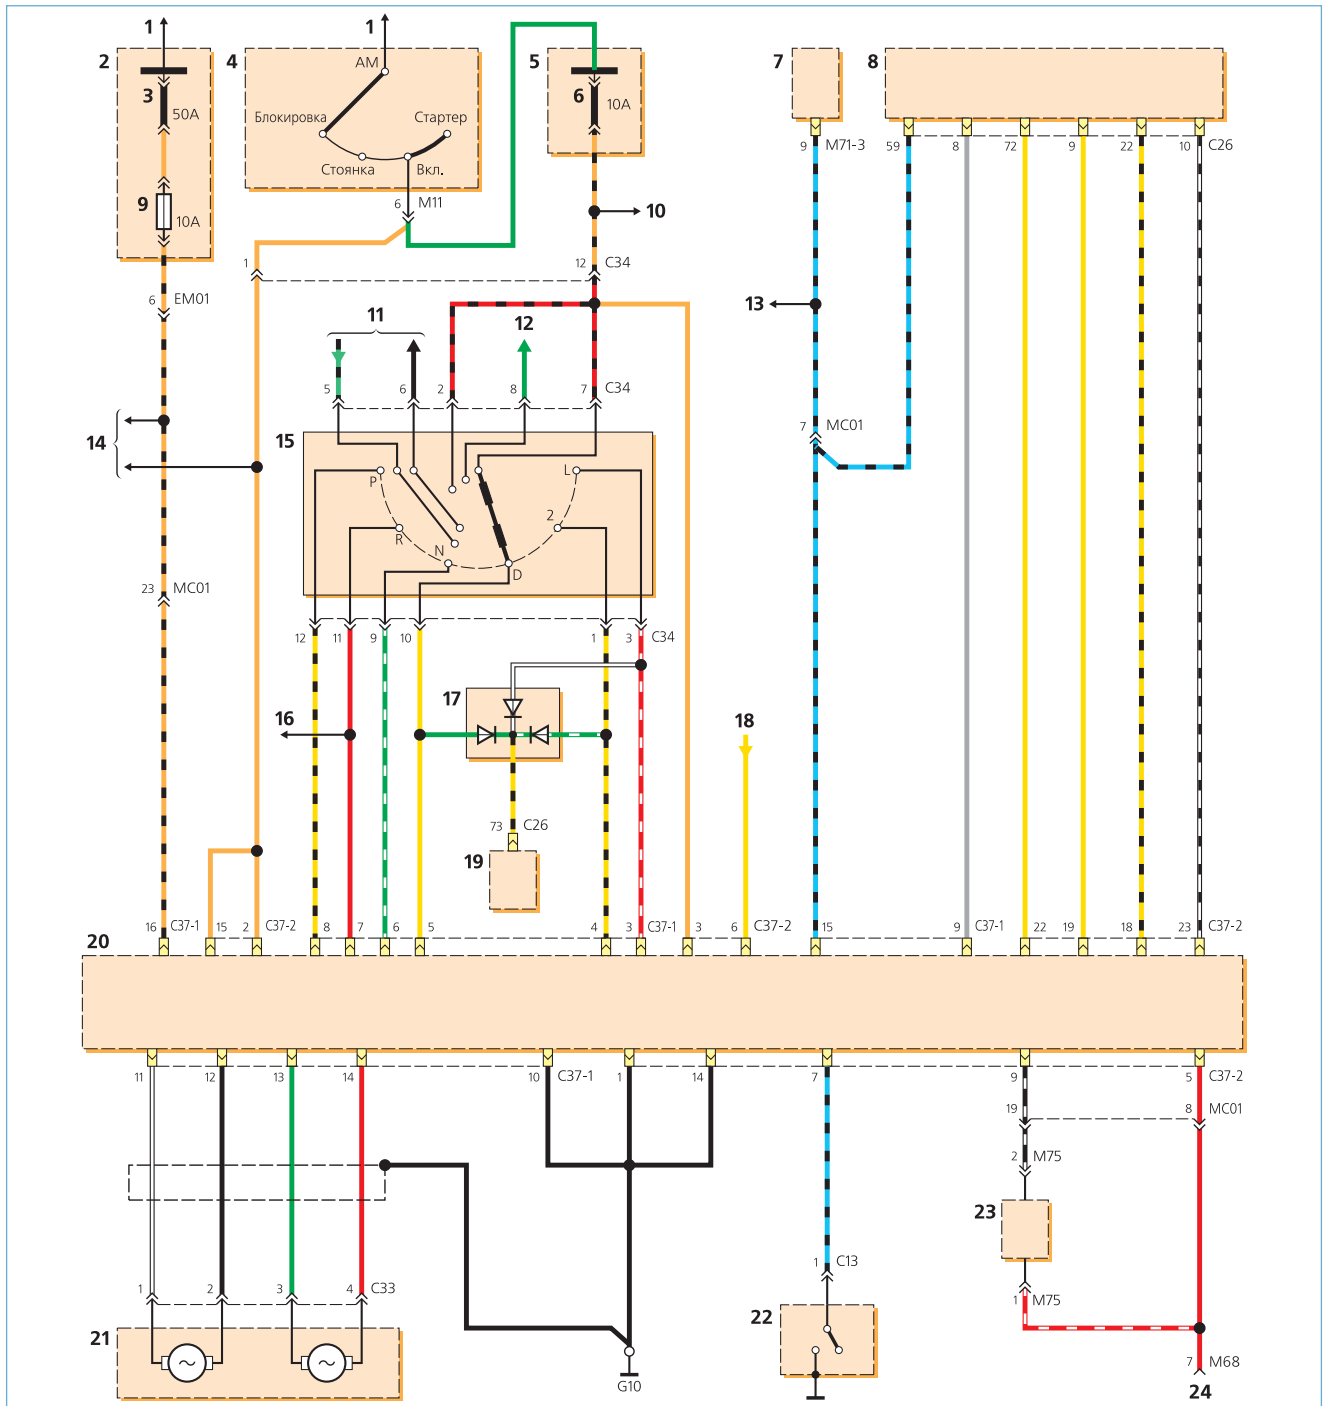 1 1
2 4 5 7 8
AM
3 50A 6 10A
Блокировка Стартер
Стоянка Вкл.
9 M71-3 59 8 72 9 22 10 C26
9 10A
6 M11
10
1 12 C34
6 EM01
13
11 12
5 6 2 8 7 C34
7 MC01
14 15
P L
2
R
N
D
23 MC01
12 11 9 10 1 3 C34
17
16 18
73 C26
19
16 C37-1 15 2 C37-2 8 7 6 5 4 3 C37-1 3 6 C37-2 15 9 C37-1 22 19 18 23 C37-2
20
11 12 13 14 10 C37-1 1 14 7 9 5 C37-2
19 8 MC01
2 M75
23
1 C13
1 2 3 4 C33
1 M75
22
21
7 M68
G10
24